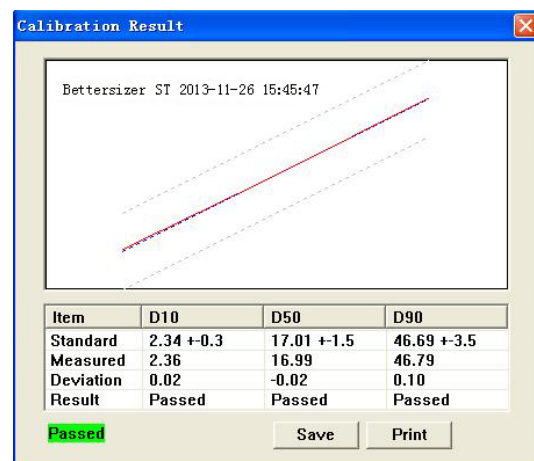 Calibration Result
Bettersizer ST 2013-11-26 15:45:47
Item D10 D50 D90
Standard 2.34 +-0.3 17.01 +-1.5 46.69 +-3.5
Measured 2.36 16.99 46.79
Deviation 0.02 -0.02 0.10
Result Passed Passed Passed
Passed Save Print